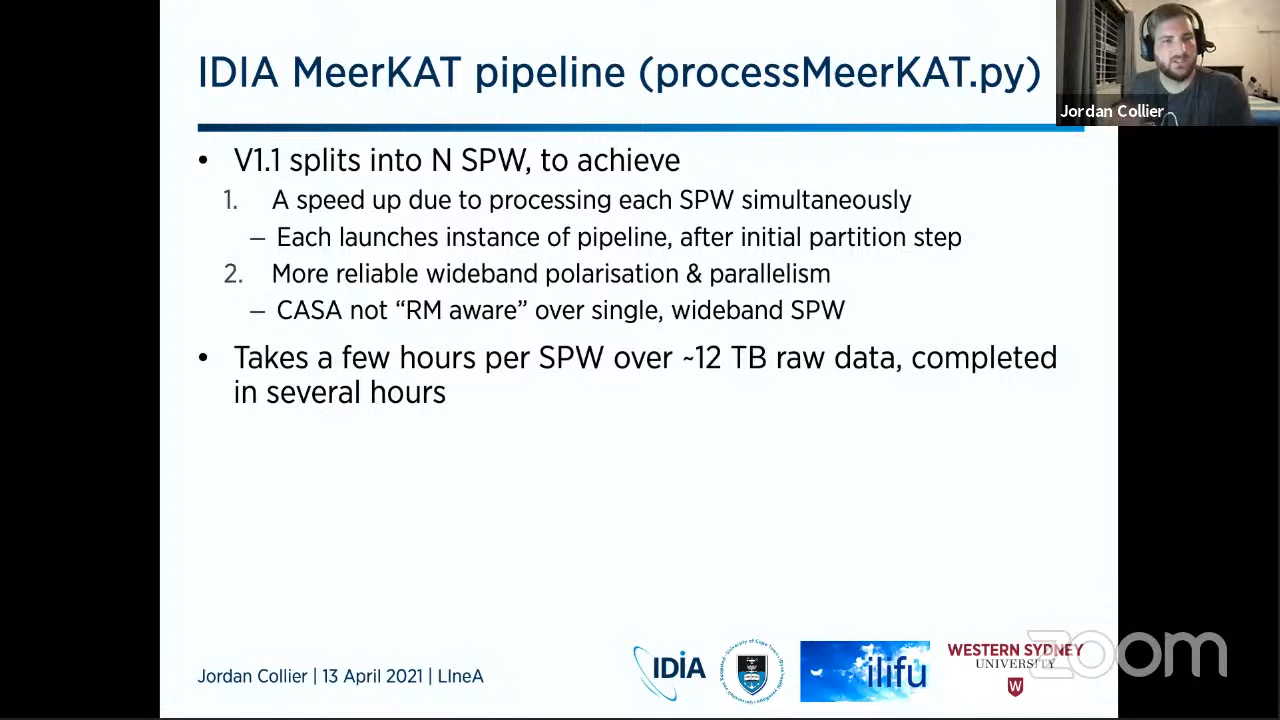 IDIA MeerKAT pipeline (processMeerKAT.py)
Jordan Collier
• V1.1 splits into N SPW, to achieve
1. A speed up due to processing each SPW simultaneously
– Each launches instance of pipeline, after initial partition step
2. More reliable wideband polarisation & parallelism
– CASA not “RM aware” over single, wideband SPW
• Takes a few hours per SPW over ~12 TB raw data, completed
in several hours
Jordan Collier | 13 April 2021 | LIneA
IDIA
ilifu
WESTERN SYDNEY
UNIVERSITY
W
zoom